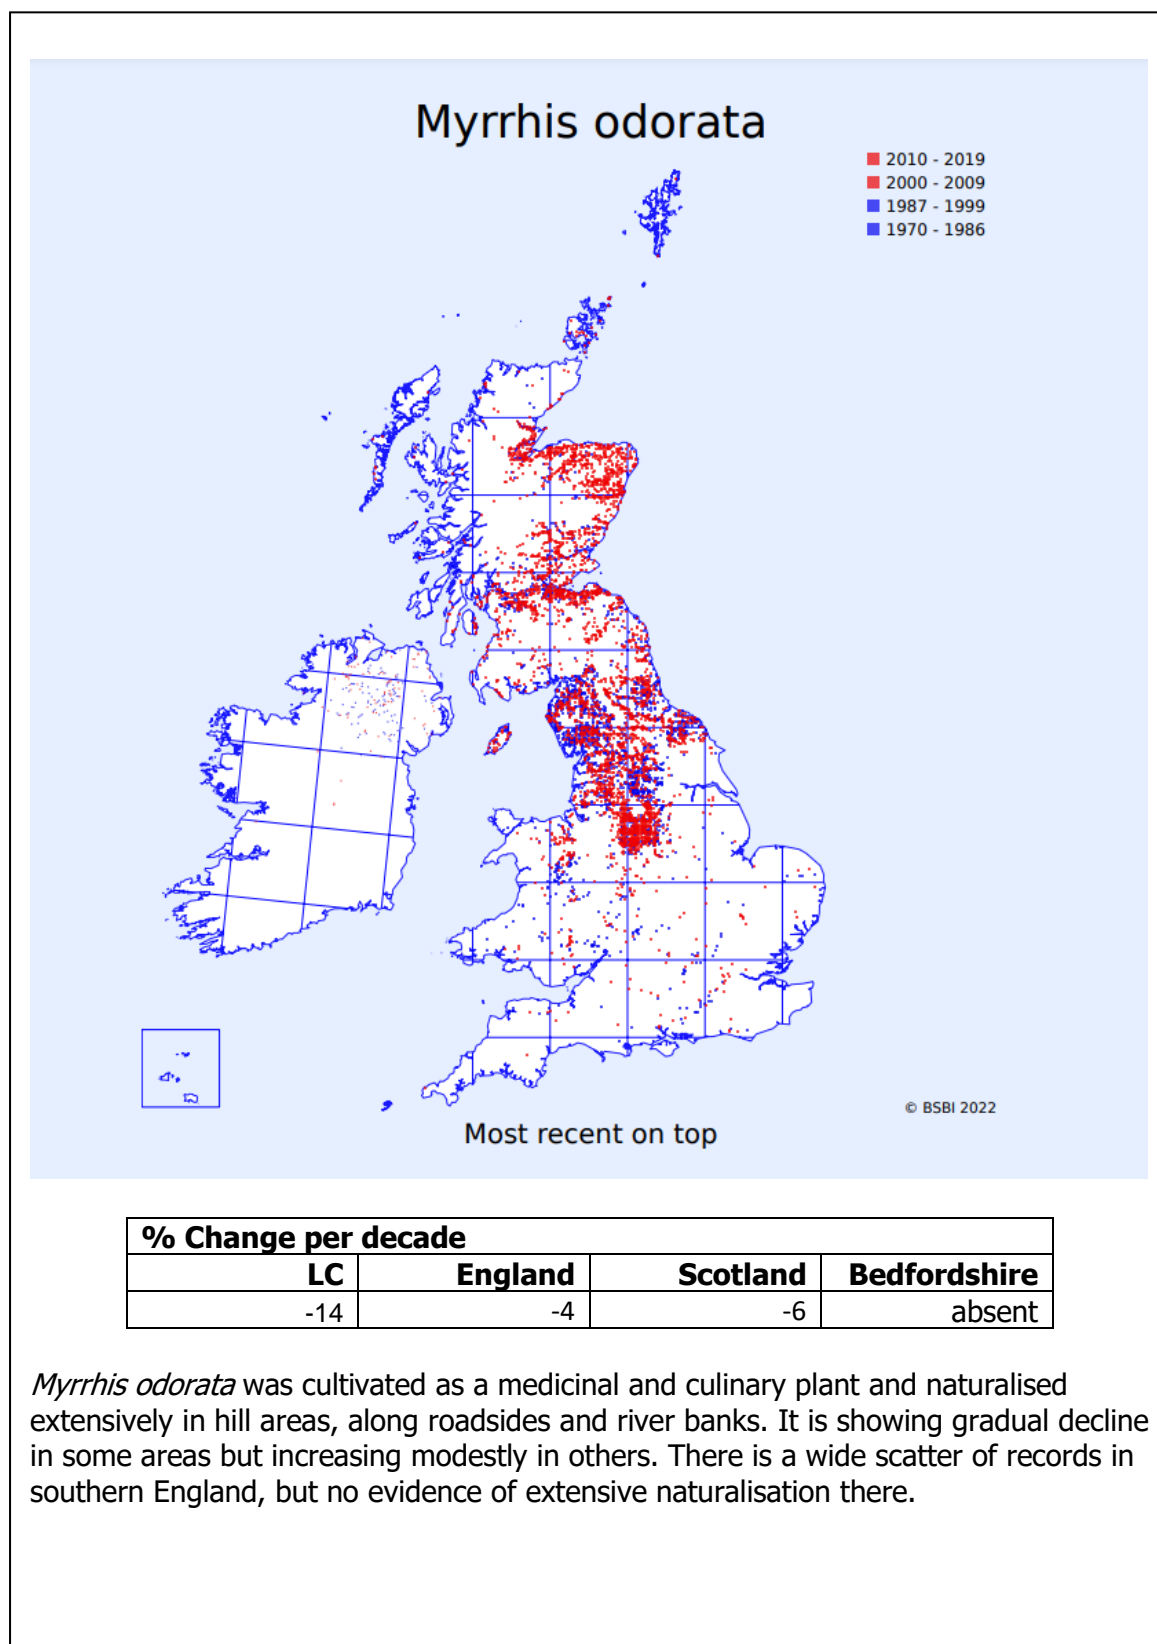 Myrrhis odorata
2010 - 2019
2000 - 2009
1987 - 1999
1970 - 1986
© BSBI 2022
Most recent on top
% Change per decade
LC England Scotland Bedfordshire
-14 -4 -6 absent
Myrrhis odorata was cultivated as a medicinal and culinary plant and naturalised
extensively in hill areas, along roadsides and river banks. It is showing gradual decline
in some areas but increasing modestly in others. There is a wide scatter of records in
southern England, but no evidence of extensive naturalisation there.